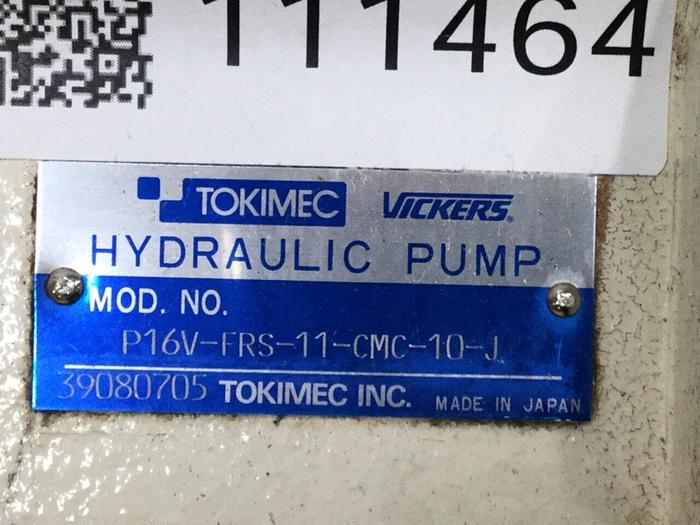 111464
TOKIMEC VICKERS
HYDRAULIC PUMP
MOD. NO.
P16V-FRS-11-CMC-10-J
39080705 TOKIMEC INC. MADE IN JAPAN